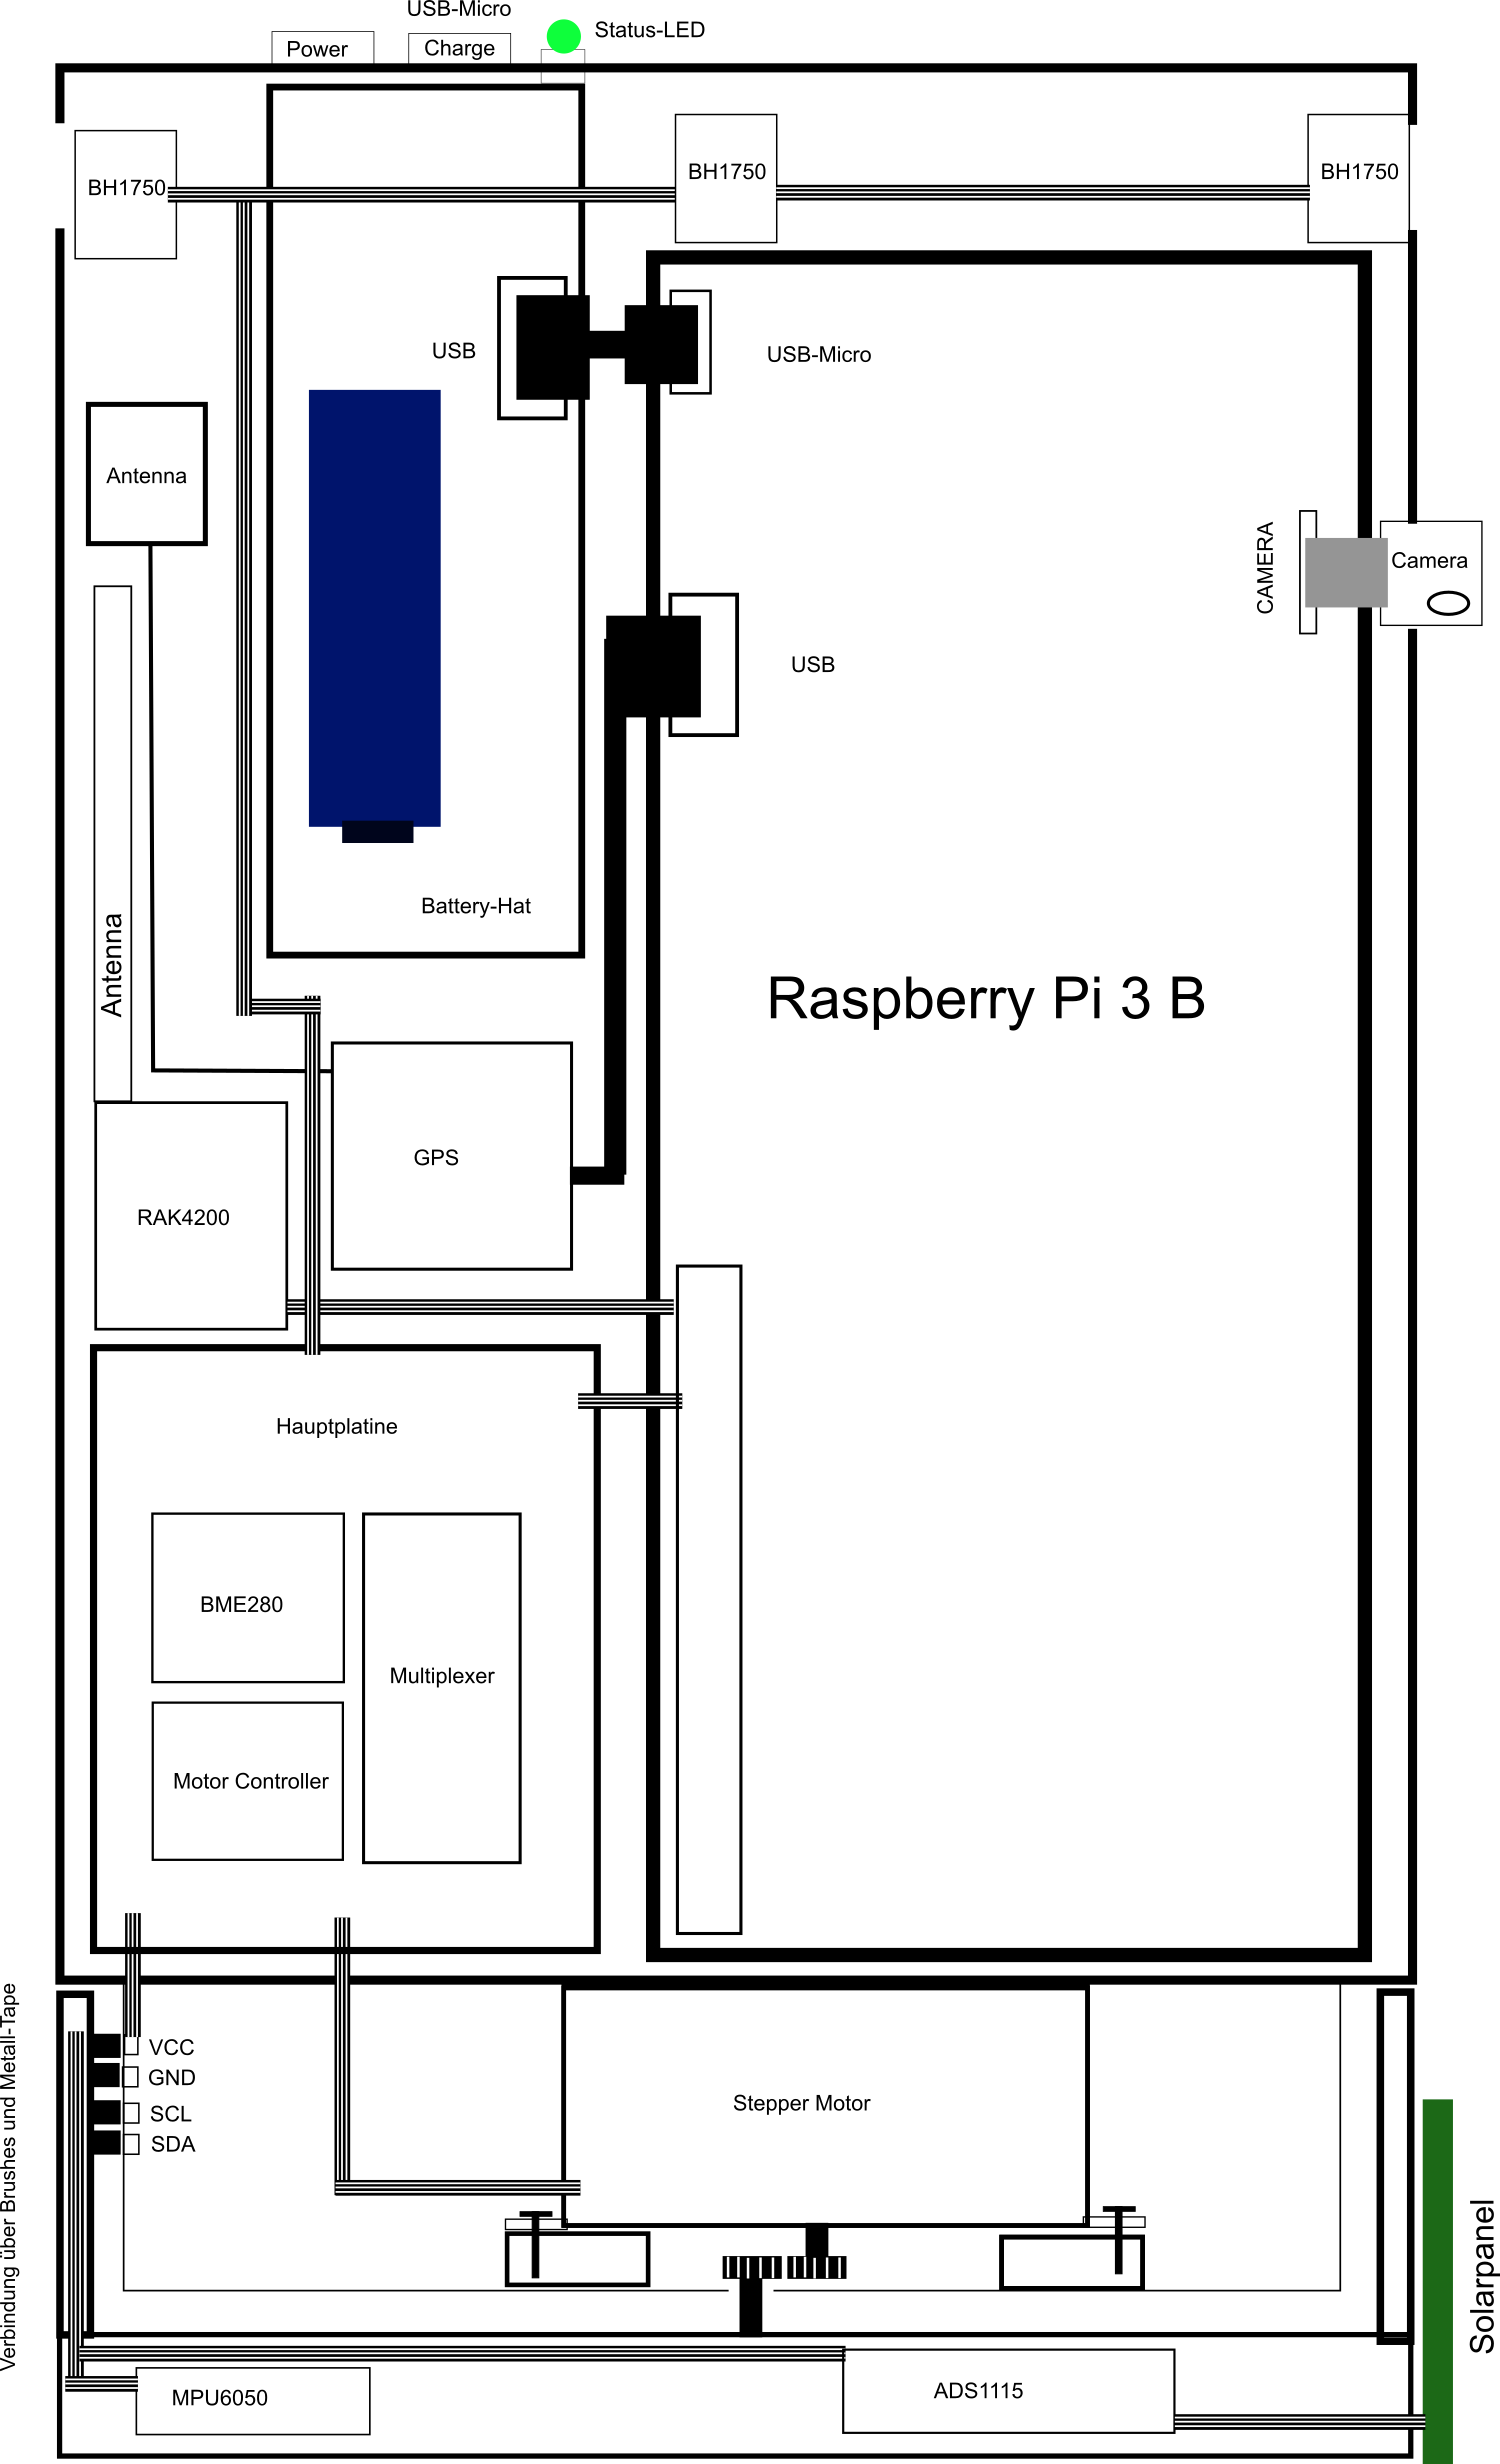 USB-Micro
Status-LED
Power
Charge
BH1750
BH1750
BH1750
USB
USB-Micro
Antenna
CAMERA
Camera
USB
Battery-Hat
Antenna
Raspberry Pi 3 B
GPS
RAK4200
Hauptplatine
BME280
Multiplexer
Motor Controller
Verbindung über Brushes und Metall-Tape
VCC
GND
SCL
SDA
Stepper Motor
Solarpanel
MPU6050
ADS1115